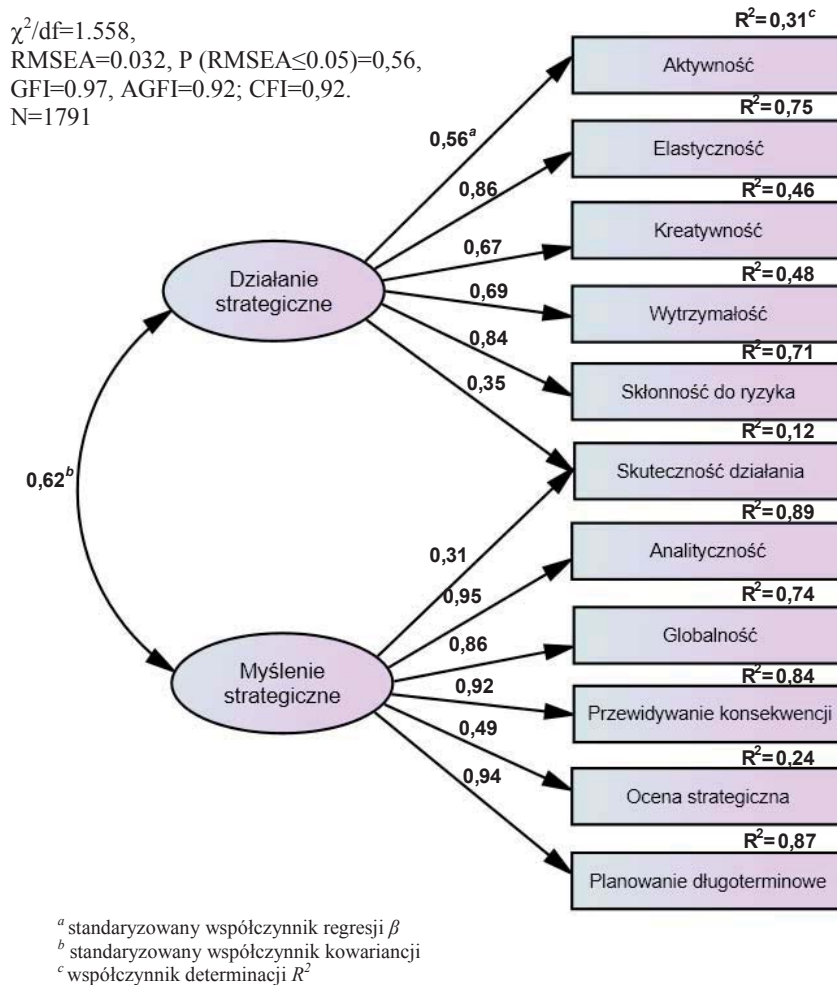 χ²/df=1.558,
RMSEA=0.032, P (RMSEA≤0.05)=0,56,
GFI=0.97, AGFI=0.92; CFI=0,92.
N=1791
R²=0,31ᶜ
Aktywność
0,56ᵃ
R²=0,75
Elastyczność
0,86
R²=0,46
Kreatywność
0,67
Działanie
strategiczne
R²=0,48
Wytrzymałość
0,69
R²=0,71
Skłonność do ryzyka
0,84
R²=0,12
Skuteczność działania
0,35
0,62ᵇ
R²=0,89
Analityczność
0,31
0,95
R²=0,74
Globalność
0,86
Myślenie
strategiczne
R²=0,84
Przewidywanie konsekwencji
0,92
R²=0,24
Ocena strategiczna
0,49
R²=0,87
Planowanie długoterminowe
0,94
ᵃ standaryzowany współczynnik regresji β
ᵇ standaryzowany współczynnik kowariancji
ᶜ współczynnik determinacji R²